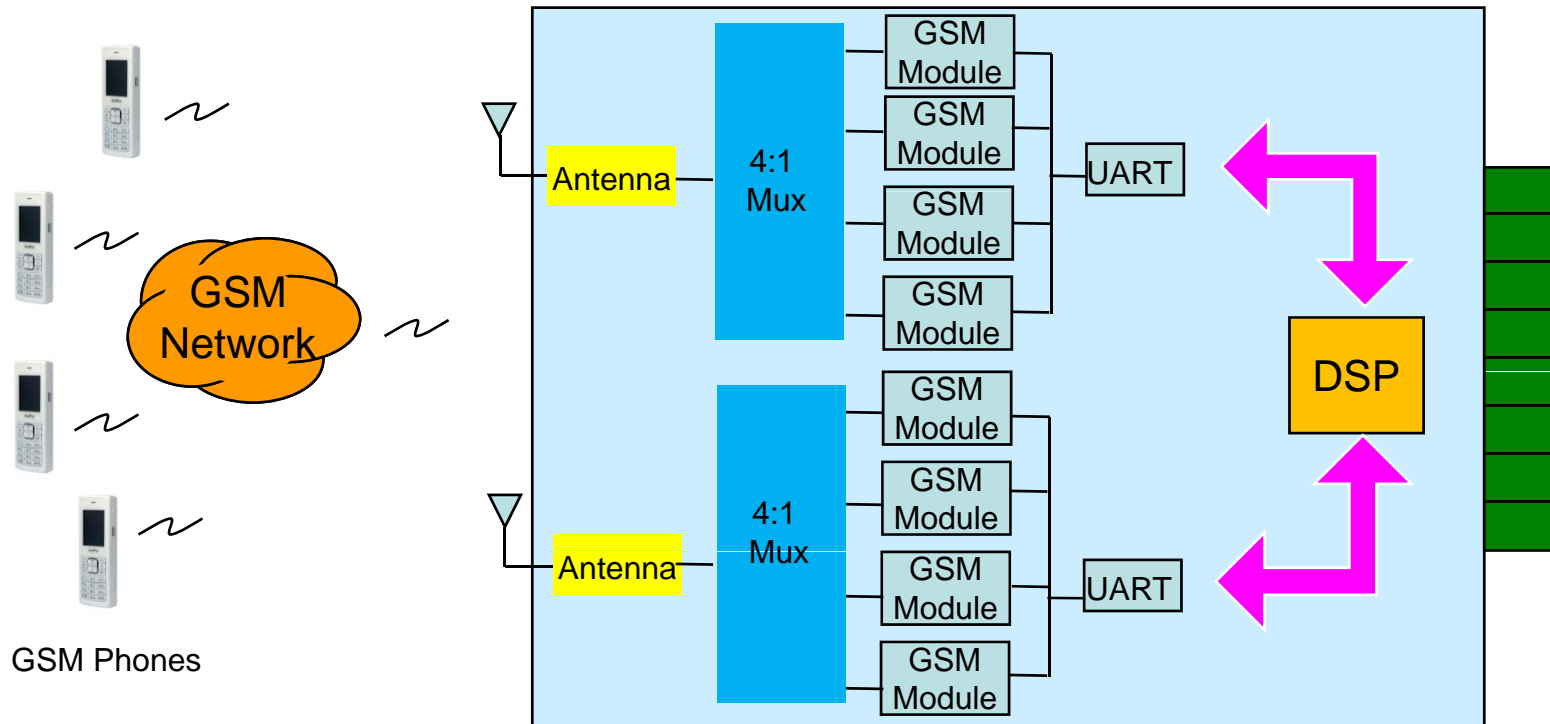 GSM
Module
GSM
Module
GSM
Module
GSM
Module
4:1
Mux
Antenna
UART
GSM
Network
DSP
GSM
Module
GSM
Module
GSM
Module
GSM
Module
4:1
Mux
Antenna
UART
GSM Phones